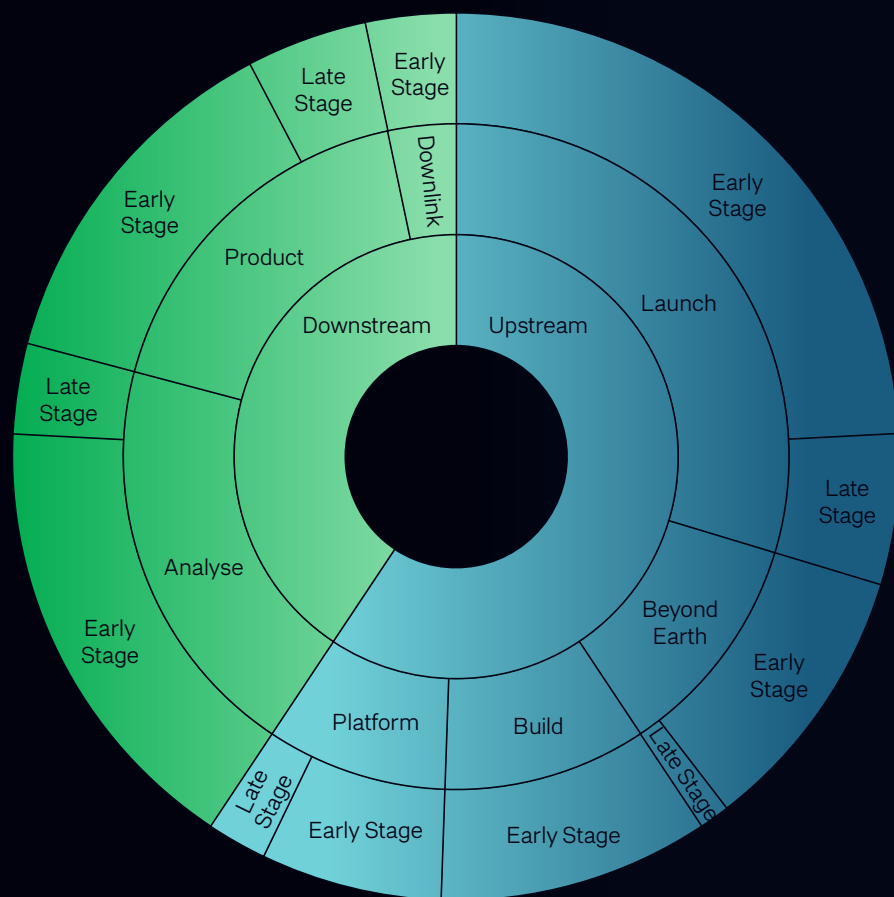 Early
Stage
Late
Stage
Early
Stage
Downlink
Early
Stage
Product
Launch
Downstream
Upstream
Late
Stage
Late
Stage
Analyse
Beyond
Earth
Early
Stage
Early
Stage
Platform
Build
Late Stage
Late
Stage
Early Stage
Early Stage
Early
Stage